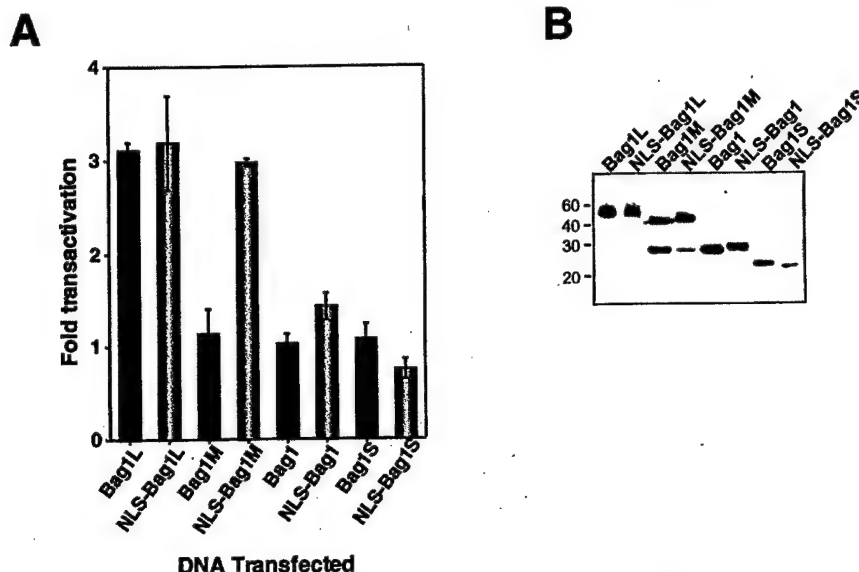 A
4
3
2
1
0
Fold transactivation
Bag1L
NLS-Bag1L
Bag1M
NLS-Bag1M
Bag1
NLS-Bag1
Bag1S
NLS-Bag1S
DNA Transfected
B
Bag1L
NLS-Bag1L
Bag1M
NLS-Bag1M
Bag1
NLS-Bag1
Bag1S
NLS-Bag1S
60
40
30
20